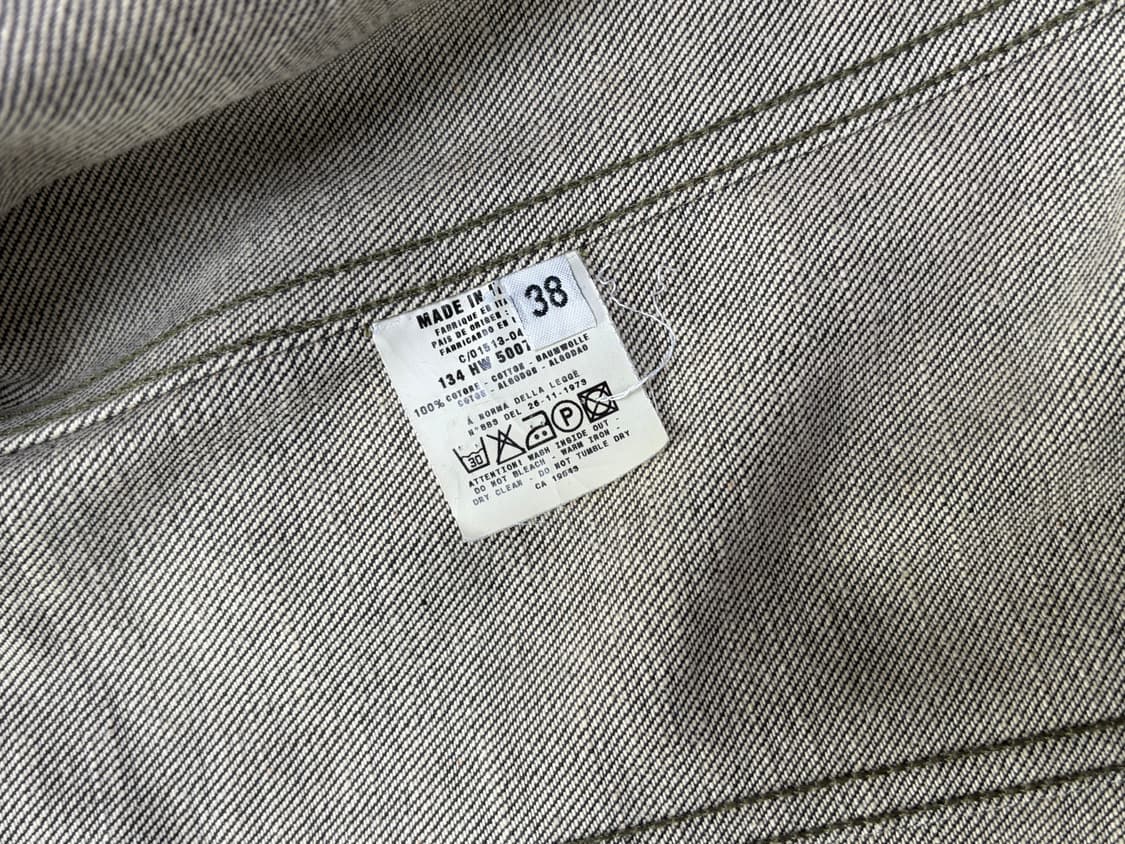 38
MADE IN
FABRIQUE EN
PAIS DE ORIGEN :
FABRICANDO EN
C/01513-04
134 HW 5007
100% COTONE - COTTON - BAUMWOLLE
COTON - ALGODON - ALGODAO
A NORMA DELLA LEGGE
N°883 DEL 26-11-1973
30
P
ATTENTION! WASH INSIDE OUT -
DO NOT BLEACH - WARM IRON -
DRY CLEAN - DO NOT TUMBLE DRY
CA